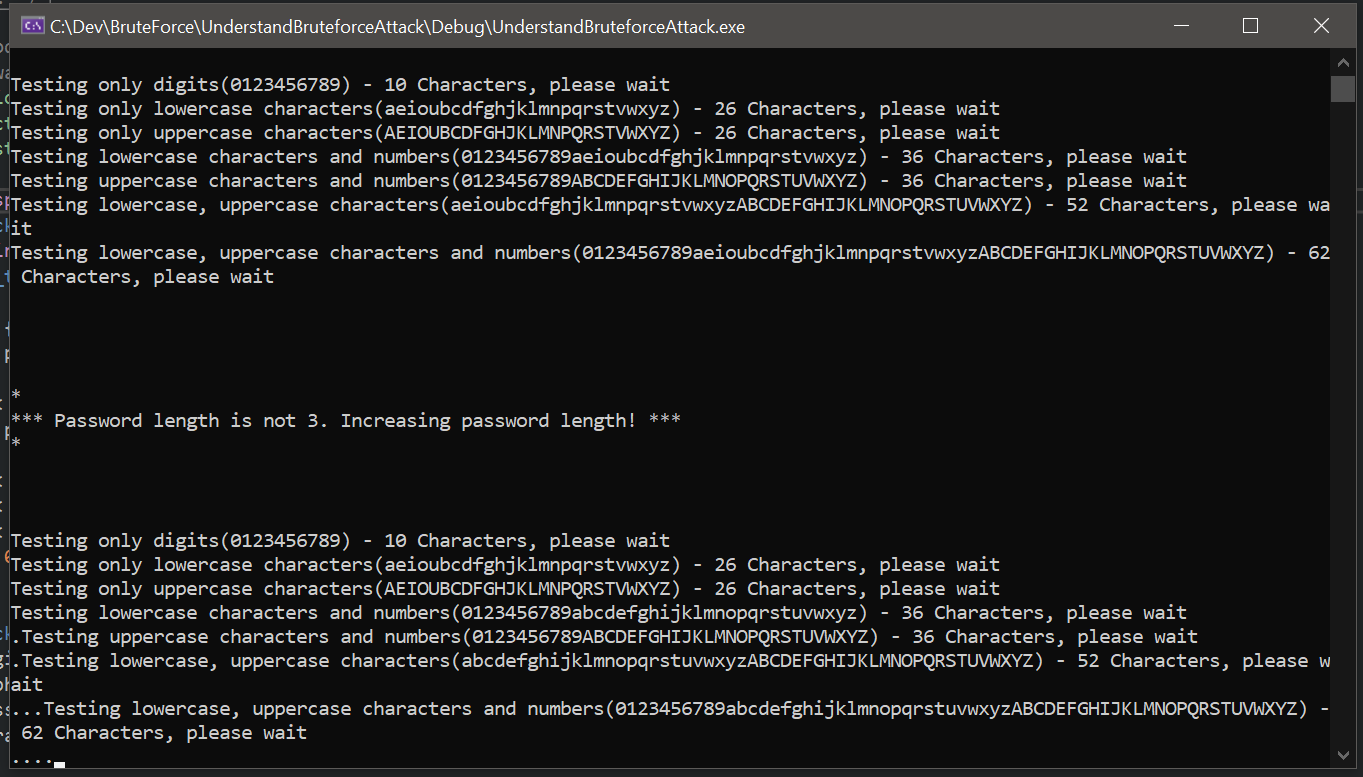 C:\Dev\BruteForce\UnderstandBruteforceAttack\Debug\UnderstandBruteforceAttack.exe
Testing only digits(0123456789) - 10 Characters, please wait
Testing only lowercase characters(aeioubcdfghjklmnpqrstvwxyz) - 26 Characters, please wait
Testing only uppercase characters(AEIOUBCDFGHJKLMNPQRSTVWXYZ) - 26 Characters, please wait
Testing lowercase characters and numbers(0123456789aeioubcdfghjklmnpqrstvwxyz) - 36 Characters, please wait
Testing uppercase characters and numbers(0123456789ABCDEFGHIJKLMNOPQRSTUVWXYZ) - 36 Characters, please wait
Testing lowercase, uppercase characters(aeioubcdfghjklmnpqrstvwxyzABCDEFGHIJKLMNOPQRSTUVWXYZ) - 52 Characters, please wa
it
Testing lowercase, uppercase characters and numbers(0123456789aeioubcdfghjklmnpqrstvwxyzABCDEFGHIJKLMNOPQRSTUVWXYZ) - 62
 Characters, please wait
*
*** Password length is not 3. Increasing password length! ***
*
Testing only digits(0123456789) - 10 Characters, please wait
Testing only lowercase characters(aeioubcdfghjklmnpqrstvwxyz) - 26 Characters, please wait
Testing only uppercase characters(AEIOUBCDFGHJKLMNPQRSTVWXYZ) - 26 Characters, please wait
Testing lowercase characters and numbers(0123456789abcdefghijklmnopqrstuvwxyz) - 36 Characters, please wait
.Testing uppercase characters and numbers(0123456789ABCDEFGHIJKLMNOPQRSTUVWXYZ) - 36 Characters, please wait
.Testing lowercase, uppercase characters(abcdefghijklmnopqrstuvwxyzABCDEFGHIJKLMNOPQRSTUVWXYZ) - 52 Characters, please w
ait
...Testing lowercase, uppercase characters and numbers(0123456789abcdefghijklmnopqrstuvwxyzABCDEFGHIJKLMNOPQRSTUVWXYZ) -
 62 Characters, please wait
....